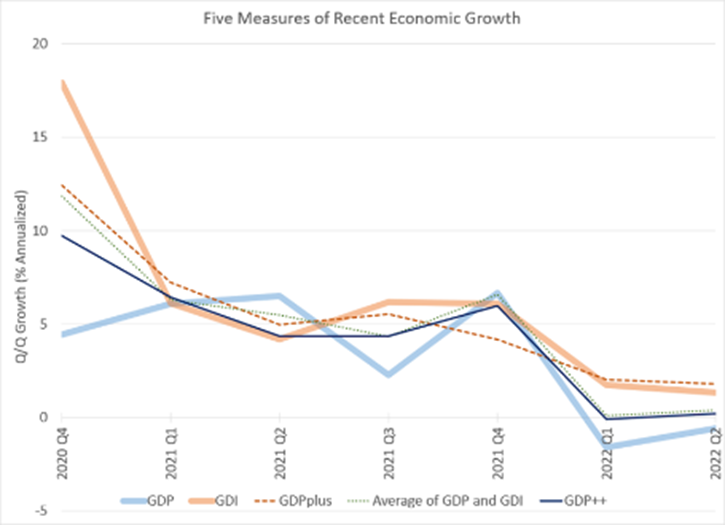 Five Measures of Recent Economic Growth
Q/Q Growth (% Annualized)
20
15
10
5
0
-5
2020 Q4
2021 Q1
2021 Q2
2021 Q3
2021 Q4
2022 Q1
2022 Q2
GDP
GDI
GDPplus
Average of GDP and GDI
GDP++